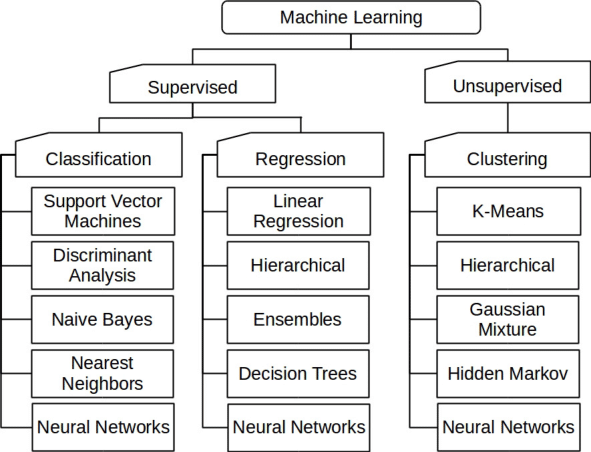 Machine Learning
Supervised
Unsupervised
Classification
Regression
Clustering
Support Vector
Machines
Linear
Regression
K-Means
Discriminant
Analysis
Hierarchical
Hierarchical
Naive Bayes
Ensembles
Gaussian
Mixture
Nearest
Neighbors
Decision Trees
Hidden Markov
Neural Networks
Neural Networks
Neural Networks